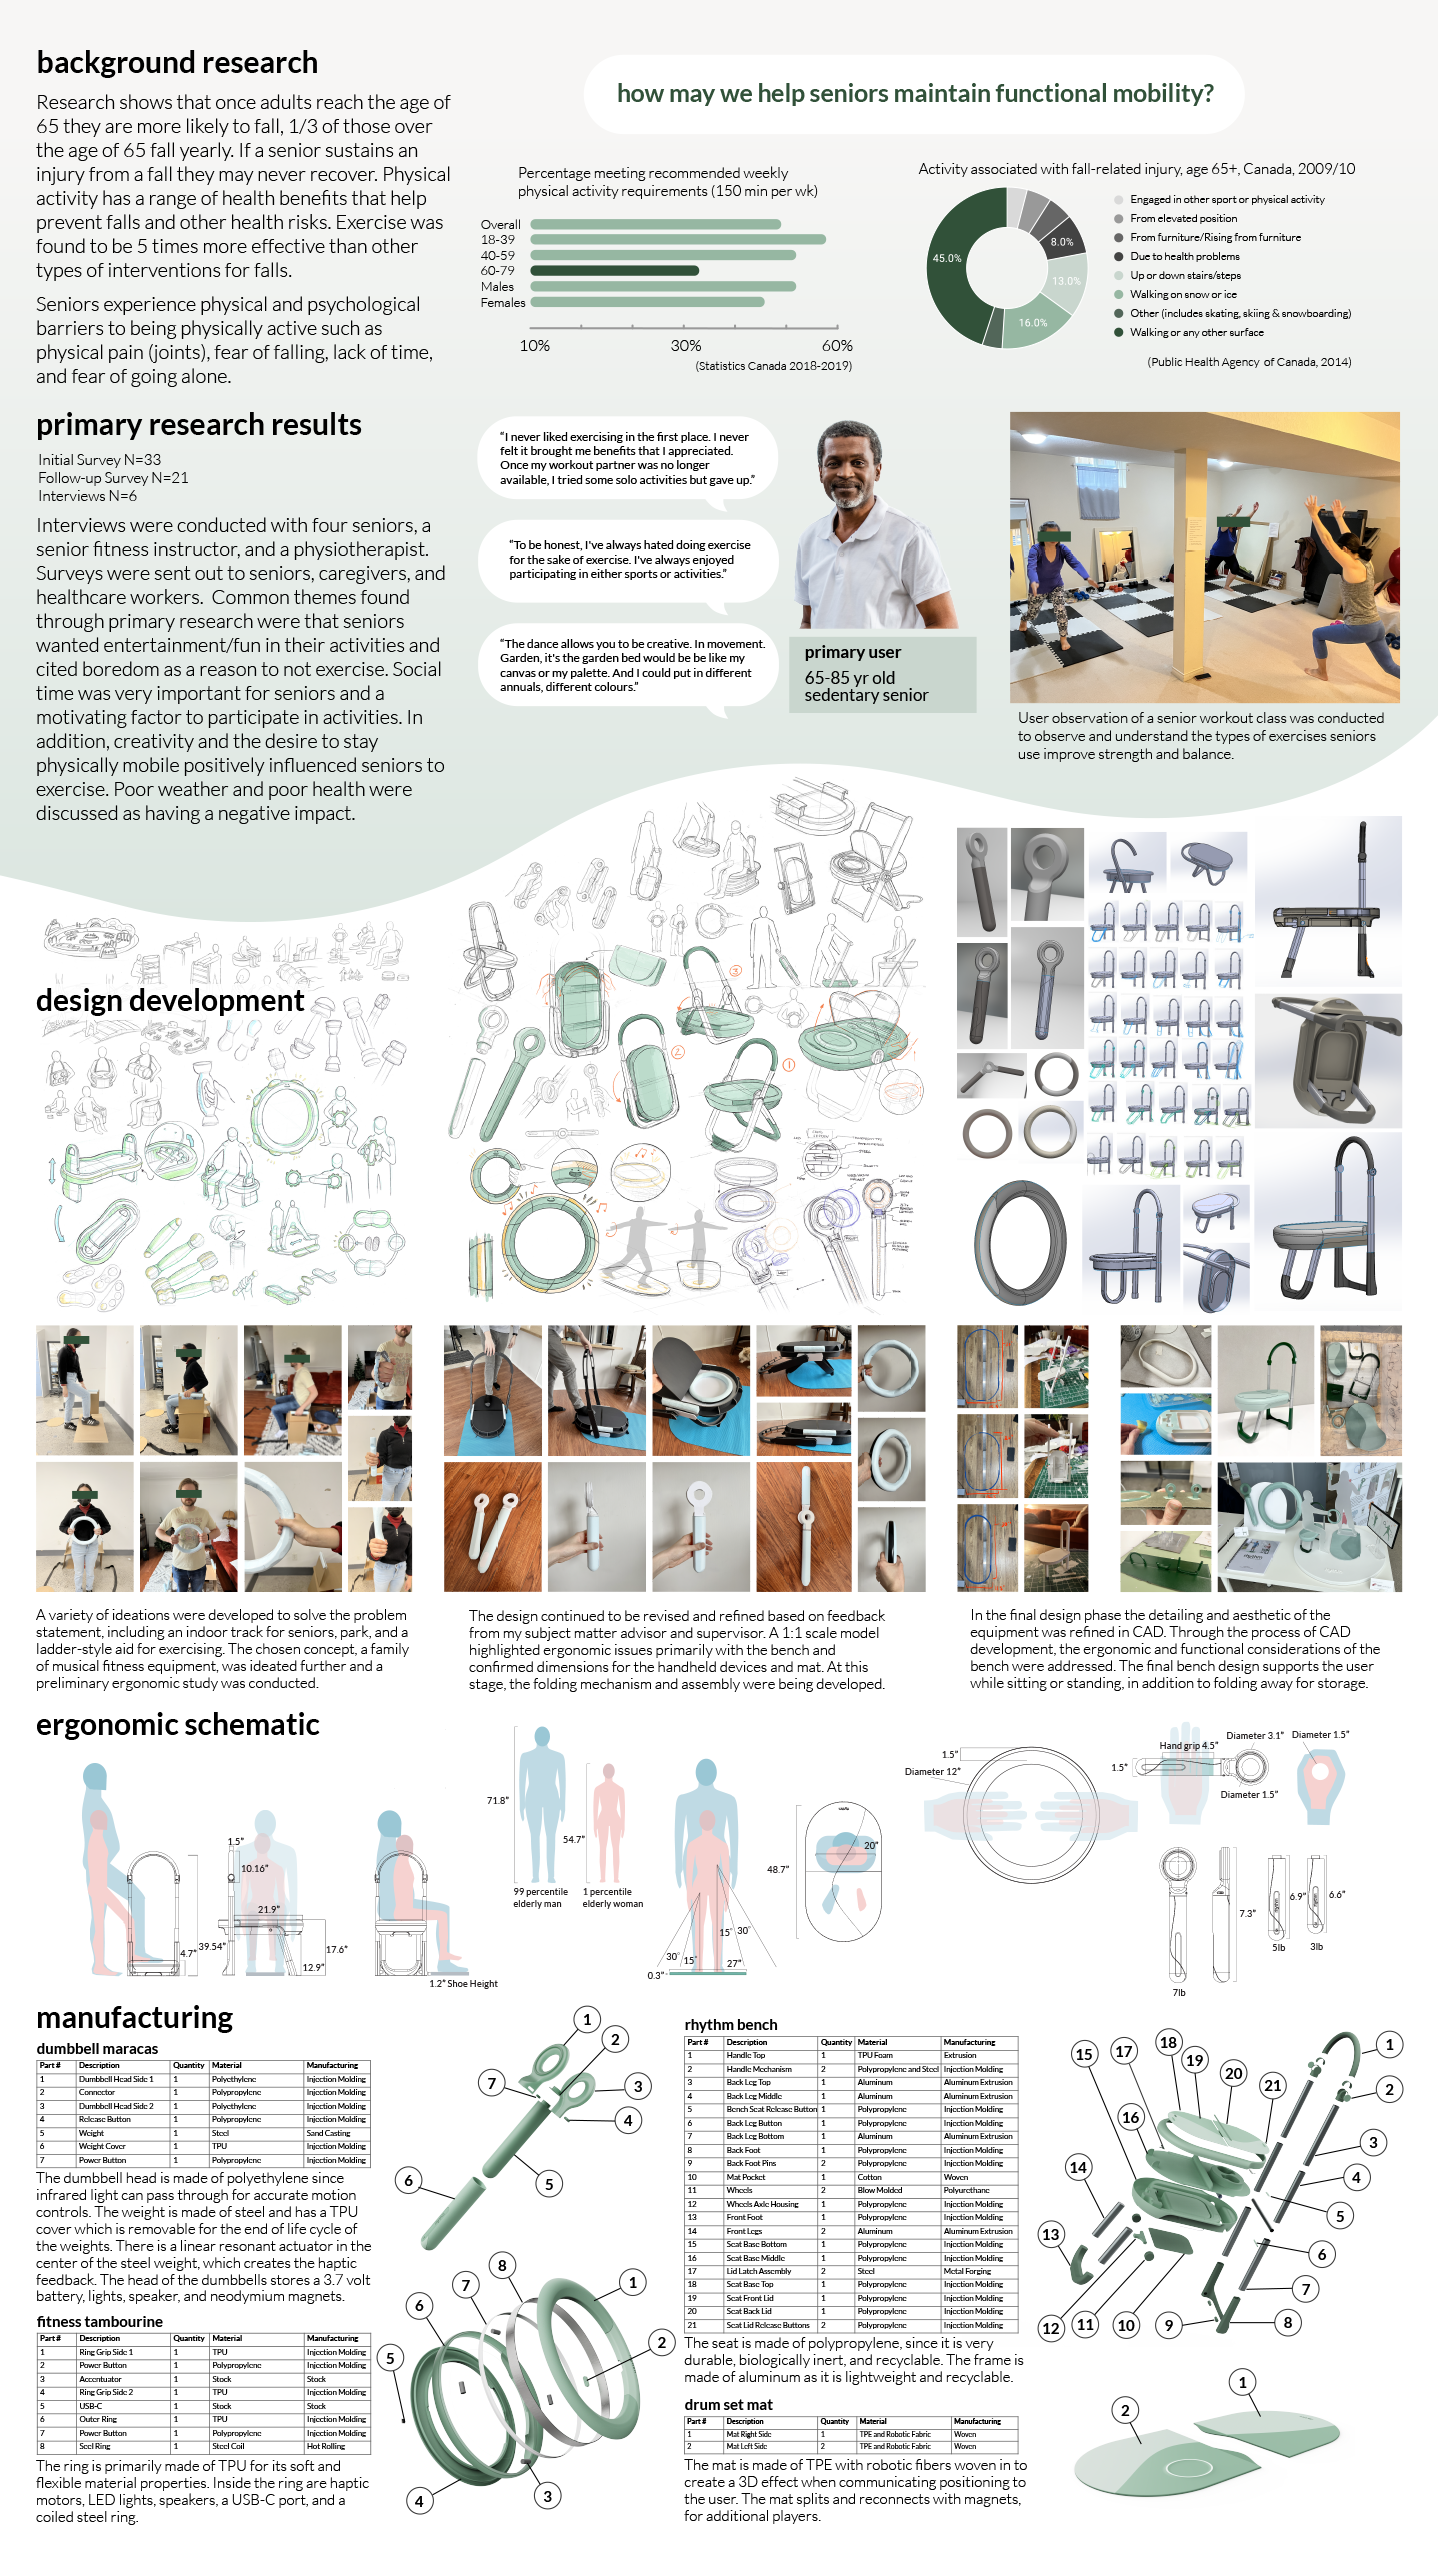 background research
Research shows that once adults reach the age of
65 they are more likely to fall, 1/3 of those over
the age of 65 fall yearly. If a senior sustains an
injury from a fall they may never recover. Physical
activity has a range of health benefits that help
prevent falls and other health risks. Exercise was
found to be 5 times more effective than other
types of interventions for falls.
Seniors experience physical and psychological
barriers to being physically active such as
physical pain (joints), fear of falling, lack of time,
and fear of going alone.
how may we help seniors maintain functional mobility?
Percentage meeting recommended weekly
physical activity requirements (150 min per wk)
Overall
18-39
40-59
60-79
Males
Females
10% 30% 60%
(Statistics Canada 2018-2019)
Activity associated with fall-related injury, age 65+, Canada, 2009/10
45.0%
8.0%
13.0%
16.0%
Engaged in other sport or physical activity
From elevated position
From furniture/Rising from furniture
Due to health problems
Up or down stairs/steps
Walking on snow or ice
Other (includes skating, skiing & snowboarding)
Walking or any other surface
(Public Health Agency of Canada, 2014)
primary research results
Initial Survey N=33
Follow-up Survey N=21
Interviews N=6
Interviews were conducted with four seniors, a
senior fitness instructor, and a physiotherapist.
Surveys were sent out to seniors, caregivers, and
healthcare workers. Common themes found
through primary research were that seniors
wanted entertainment/fun in their activities and
cited boredom as a reason to not exercise. Social
time was very important for seniors and a
motivating factor to participate in activities. In
addition, creativity and the desire to stay
physically mobile positively influenced seniors to
exercise. Poor weather and poor health were
discussed as having a negative impact.
“I never liked exercising in the first place. I never
felt it brought me benefits that I appreciated.
Once my workout partner was no longer
available, I tried some solo activities but gave up.”
“To be honest, I've always hated doing exercise
for the sake of exercise. I've always enjoyed
participating in either sports or activities.”
“The dance allows you to be creative. In movement.
Garden, it's the garden bed would be be like my
canvas or my palette. And I could put in different
annuals, different colours.”
primary user
65-85 yr old
sedentary senior
User observation of a senior workout class was conducted
to observe and understand the types of exercises seniors
use improve strength and balance.
design development
3
2
1
A variety of ideations were developed to solve the problem
statement, including an indoor track for seniors, park, and a
ladder-style aid for exercising. The chosen concept, a family
of musical fitness equipment, was ideated further and a
preliminary ergonomic study was conducted.
The design continued to be revised and refined based on feedback
from my subject matter advisor and supervisor. A 1:1 scale model
highlighted ergonomic issues primarily with the bench and
confirmed dimensions for the handheld devices and mat. At this
stage, the folding mechanism and assembly were being developed.
In the final design phase the detailing and aesthetic of the
equipment was refined in CAD. Through the process of CAD
development, the ergonomic and functional considerations of the
bench were addressed. The final bench design supports the user
while sitting or standing, in addition to folding away for storage.
ergonomic schematic
4.7"
39.54"
1.5"
10.16"
21.9"
17.6"
12.9"
1.2" Shoe Height
71.8"
54.7"
99 percentile
elderly man
1 percentile
elderly woman
30° 15° 15° 30°
27"
0.3"
48.7"
20"
1.5"
Diameter 12"
Hand grip 4.5"
1.5"
Diameter 3.1"
Diameter 1.5"
Diameter 1.5"
7.3"
7lb
6.9"
5lb
6.6"
3lb
manufacturing
dumbbell maracas
Part # Description Quantity Material Manufacturing
1 Dumbbell Head Side 1 1 Polyethylene Injection Molding
2 Connector 1 Polypropylene Injection Molding
3 Dumbbell Head Side 2 1 Polyethylene Injection Molding
4 Release Button 1 Polypropylene Injection Molding
5 Weight 1 Steel Sand Casting
6 Weight Cover 1 TPU Injection Molding
7 Power Button 1 Polypropylene Injection Molding
The dumbbell head is made of polyethylene since
infrared light can pass through for accurate motion
controls. The weight is made of steel and has a TPU
cover which is removable for the end of life cycle of
the weights. There is a linear resonant actuator in the
center of the steel weight, which creates the haptic
feedback. The head of the dumbbells stores a 3.7 volt
battery, lights, speaker, and neodymium magnets.
fitness tambourine
Part # Description Quantity Material Manufacturing
1 Ring Grip Side 1 1 TPU Injection Molding
2 Power Button 1 Polypropylene Injection Molding
3 Accentuator 1 Stock Stock
4 Ring Grip Side 2 1 TPU Injection Molding
5 USB-C 1 Stock Stock
6 Outer Ring 1 TPU Injection Molding
7 Power Button 1 Polypropylene Injection Molding
8 Seel Ring 1 Steel Coil Hot Rolling
The ring is primarily made of TPU for its soft and
flexible material properties. Inside the ring are haptic
motors, LED lights, speakers, a USB-C port, and a
coiled steel ring.
1
2
3
4
5
6
7
1
2
3
4
5
6
7
8
rhythm bench
Part # Description Quantity Material Manufacturing
1 Handle Top 1 TPU Foam Extrusion
2 Handle Mechanism 2 Polypropylene and Steel Injection Molding
3 Back Leg Top 1 Aluminum Aluminum Extrusion
4 Back Leg Middle 1 Aluminum Aluminum Extrusion
5 Bench Seat Release Button 1 Polypropylene Injection Molding
6 Back Leg Button 1 Polypropylene Injection Molding
7 Back Leg Bottom 1 Aluminum Aluminum Extrusion
8 Back Foot 1 Polypropylene Injection Molding
9 Back Foot Pins 2 Polypropylene Injection Molding
10 Mat Pocket 1 Cotton Woven
11 Wheels 2 Blow Molded Polyurethane
12 Wheels Axle Housing 1 Polypropylene Injection Molding
13 Front Foot 1 Polypropylene Injection Molding
14 Front Legs 2 Aluminum Aluminum Extrusion
15 Seat Base Bottom 1 Polypropylene Injection Molding
16 Seat Base Middle 1 Polypropylene Injection Molding
17 Lid Latch Assembly 2 Steel Metal Forging
18 Seat Base Top 1 Polypropylene Injection Molding
19 Seat Front Lid 1 Polypropylene Injection Molding
20 Seat Back Lid 1 Polypropylene Injection Molding
21 Seat Lid Release Buttons 2 Polypropylene Injection Molding
The seat is made of polypropylene, since it is very
durable, biologically inert, and recyclable. The frame is
made of aluminum as it is lightweight and recyclable.
drum set mat
Part # Description Quantity Material Manufacturing
1 Mat Right Side 1 TPE and Robotic Fabric Woven
2 Mat Left Side 2 TPE and Robotic Fabric Woven
The mat is made of TPE with robotic fibers woven in to
create a 3D effect when communicating positioning to
the user. The mat splits and reconnects with magnets,
for additional players.
1
2
3
4
5
6
7
8
9
10
11
12
13
14
15
16
17
18
19
20
21
1
2